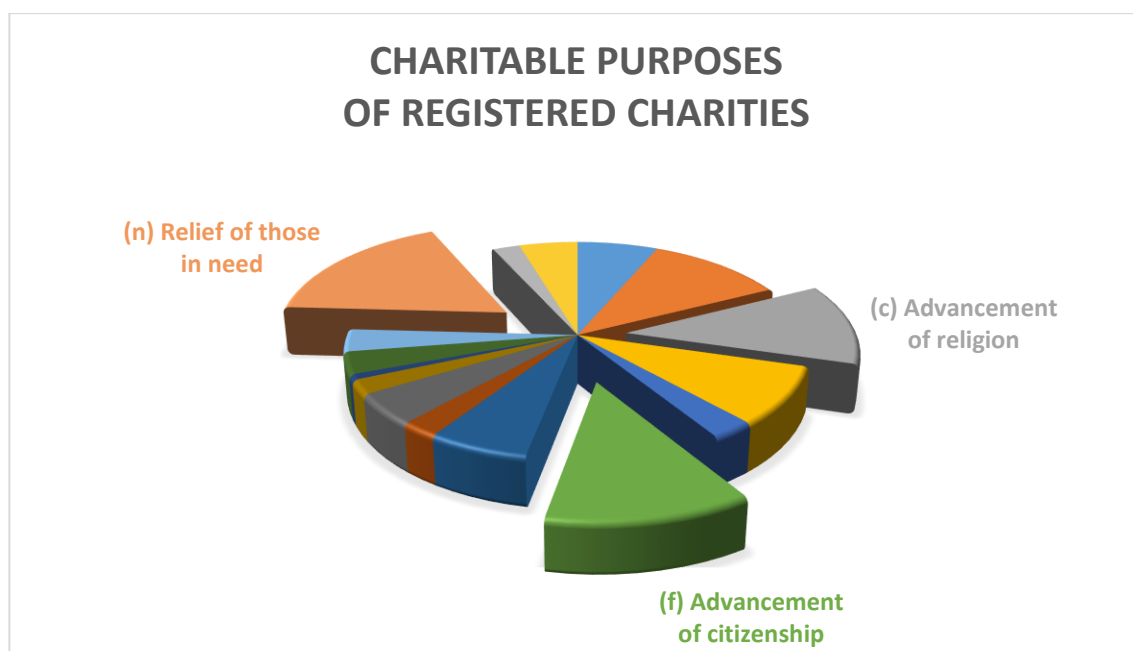 CHARITABLE PURPOSES
OF REGISTERED CHARITIES
(n) Relief of those
in need
(c) Advancement
of religion
(f) Advancement
of citizenship